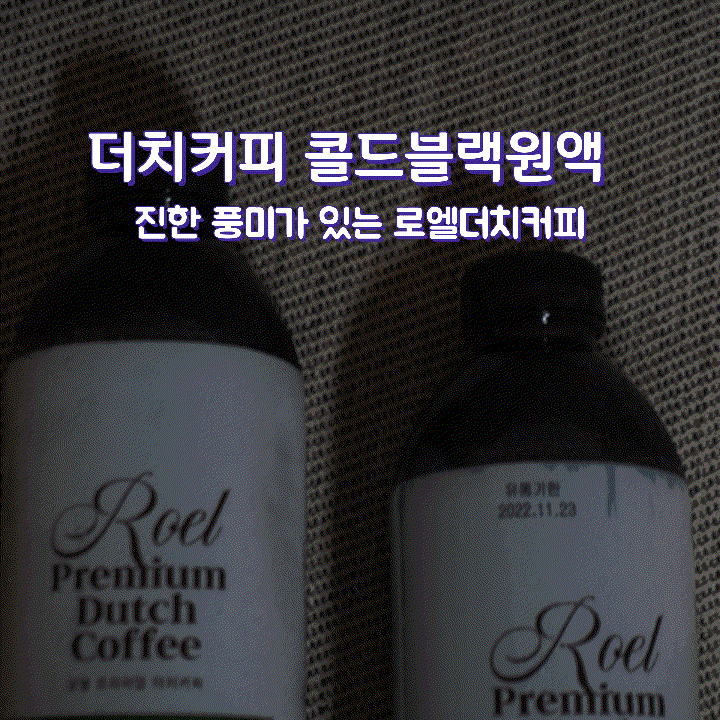 더치커피 콜드블랙원액
진한 풍미가 있는 로엘더치커피
유통기한
2022.11.23
Roel
Premium
Dutch
Coffee
Roel
Premium